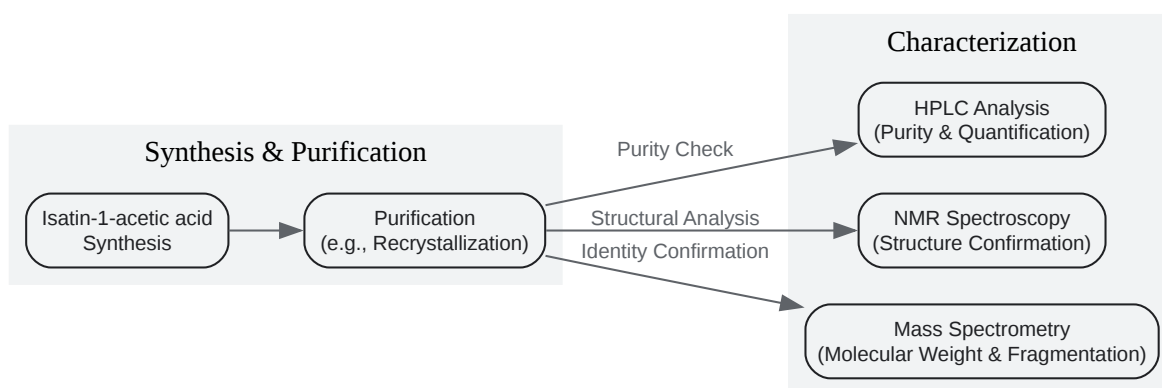 Synthesis & Purification
Isatin-1-acetic acid
Synthesis
Purification
(e.g., Recrystallization)
Purity Check
Structural Analysis
Identity Confirmation
Characterization
HPLC Analysis
(Purity & Quantification)
NMR Spectroscopy
(Structure Confirmation)
Mass Spectrometry
(Molecular Weight & Fragmentation)